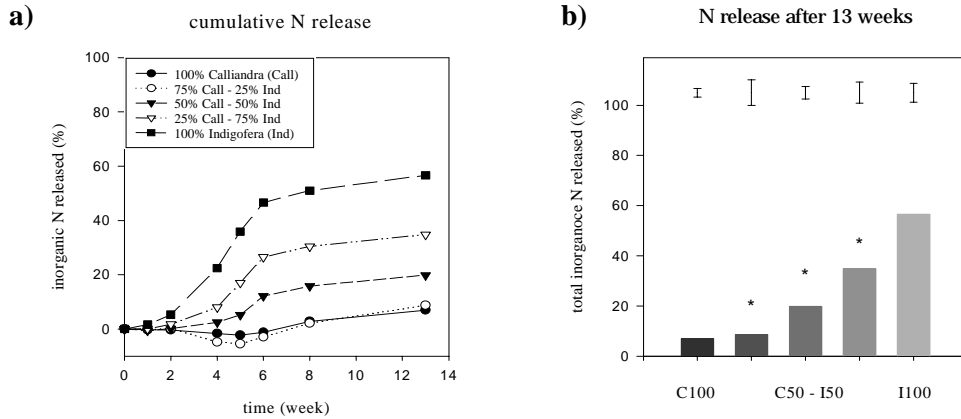 a)
cumulative N release
inorganic N released (%)
100
80
60
40
20
0
100% Calliandra (Call)
75% Call - 25% Ind
50% Call - 50% Ind
25% Call - 75% Ind
100% Indigofera (Ind)
0 2 4 6 8 10 12 14
time (week)
b)
N release after 13 weeks
total inorganoce N released (%)
100
80
60
40
20
0
*
*
*
C100 C50 - I50 I100